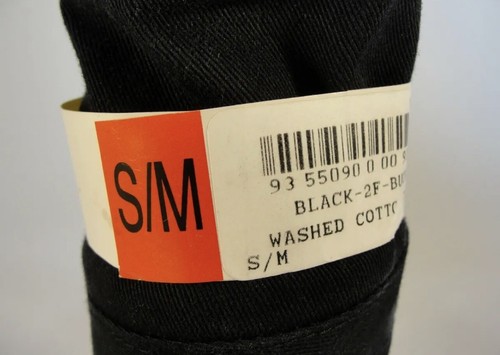 S/M
93 55090 0 00
BLACK-2F-BU
WASHED COTTO
S/M